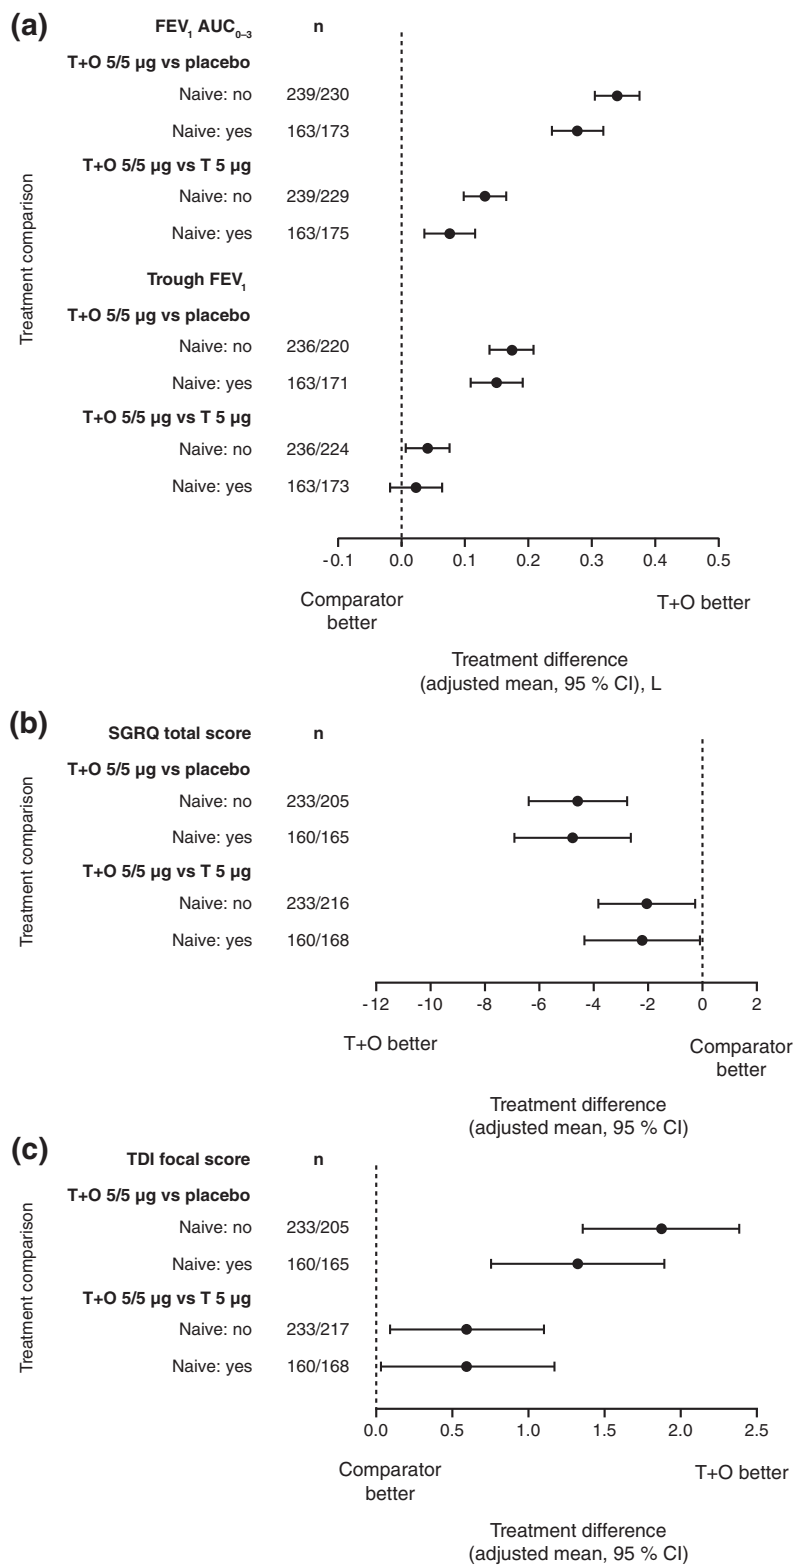 (a)
FEV1 AUC0–3 n
T+O 5/5 µg vs placebo
Naive: no 239/230
Naive: yes 163/173
T+O 5/5 µg vs T 5 µg
Naive: no 239/229
Naive: yes 163/175
Trough FEV1
T+O 5/5 µg vs placebo
Naive: no 236/220
Naive: yes 163/171
T+O 5/5 µg vs T 5 µg
Naive: no 236/224
Naive: yes 163/173
Treatment comparison
-0.1 0.0 0.1 0.2 0.3 0.4 0.5
Comparator
better
T+O better
Treatment difference
(adjusted mean, 95 % CI), L
(b)
SGRQ total score n
T+O 5/5 µg vs placebo
Naive: no 233/205
Naive: yes 160/165
T+O 5/5 µg vs T 5 µg
Naive: no 233/216
Naive: yes 160/168
Treatment comparison
-12 -10 -8 -6 -4 -2 0 2
T+O better
Comparator
better
Treatment difference
(adjusted mean, 95 % CI)
(c)
TDI focal score n
T+O 5/5 µg vs placebo
Naive: no 233/205
Naive: yes 160/165
T+O 5/5 µg vs T 5 µg
Naive: no 233/217
Naive: yes 160/168
Treatment comparison
0.0 0.5 1.0 1.5 2.0 2.5
Comparator
better
T+O better
Treatment difference
(adjusted mean, 95 % CI)